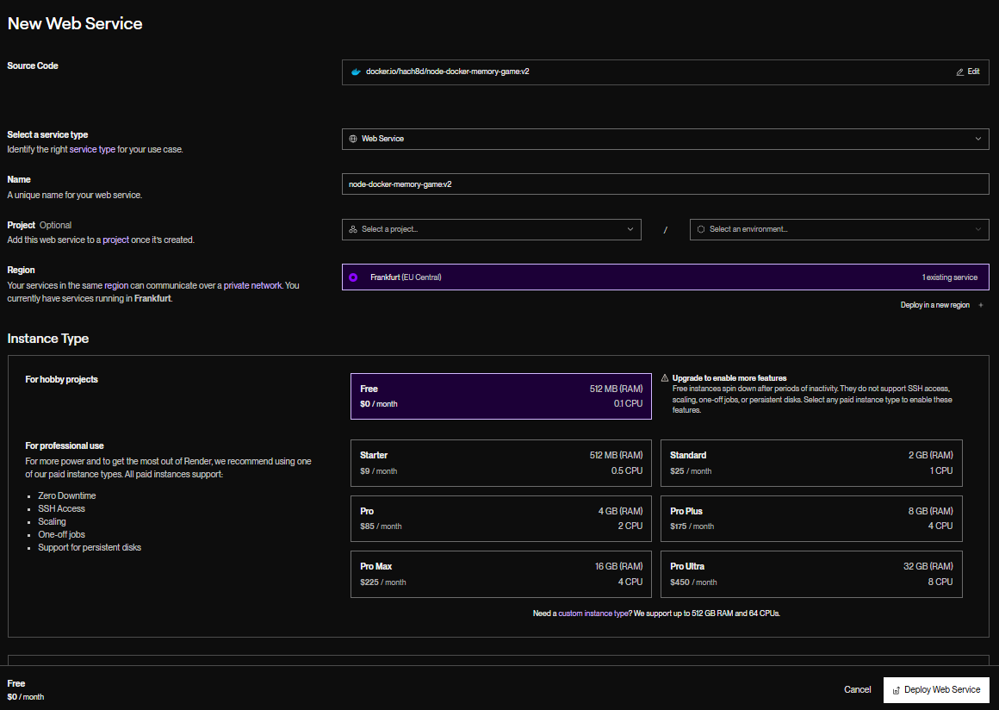 New Web Service
Source Code
docker.io/hach8d/node-docker-memory-game:v2
Edit
Select a service type
Identify the right service type for your use case.
Web Service
Name
A unique name for your web service.
node-docker-memory-game:v2
Project Optional
Add this web service to a project once it's created.
Select a project...
/
Select an environment...
Region
Your services in the same region can communicate over a private network. You
currently have services running in Frankfurt.
Frankfurt (EU Central)
1 existing service
Deploy in a new region +
Instance Type
For hobby projects
Free
512 MB (RAM)
$0 / month
0.1 CPU
Upgrade to enable more features
Free instances spin down after periods of inactivity. They do not support SSH access,
scaling, one-off jobs, or persistent disks. Select any paid instance type to enable these
features.
For professional use
For more power and to get the most out of Render, we recommend using one
of our paid instance types. All paid instances support:
Zero Downtime
SSH Access
Scaling
One-off jobs
Support for persistent disks
Starter
512 MB (RAM)
$9 / month
0.5 CPU
Standard
2 GB (RAM)
$25 / month
1 CPU
Pro
4 GB (RAM)
$85 / month
2 CPU
Pro Plus
8 GB (RAM)
$175 / month
4 CPU
Pro Max
16 GB (RAM)
$225 / month
4 CPU
Pro Ultra
32 GB (RAM)
$450 / month
8 CPU
Need a custom instance type? We support up to 512 GB RAM and 64 CPUs.
Free
$0 / month
Cancel
Deploy Web Service